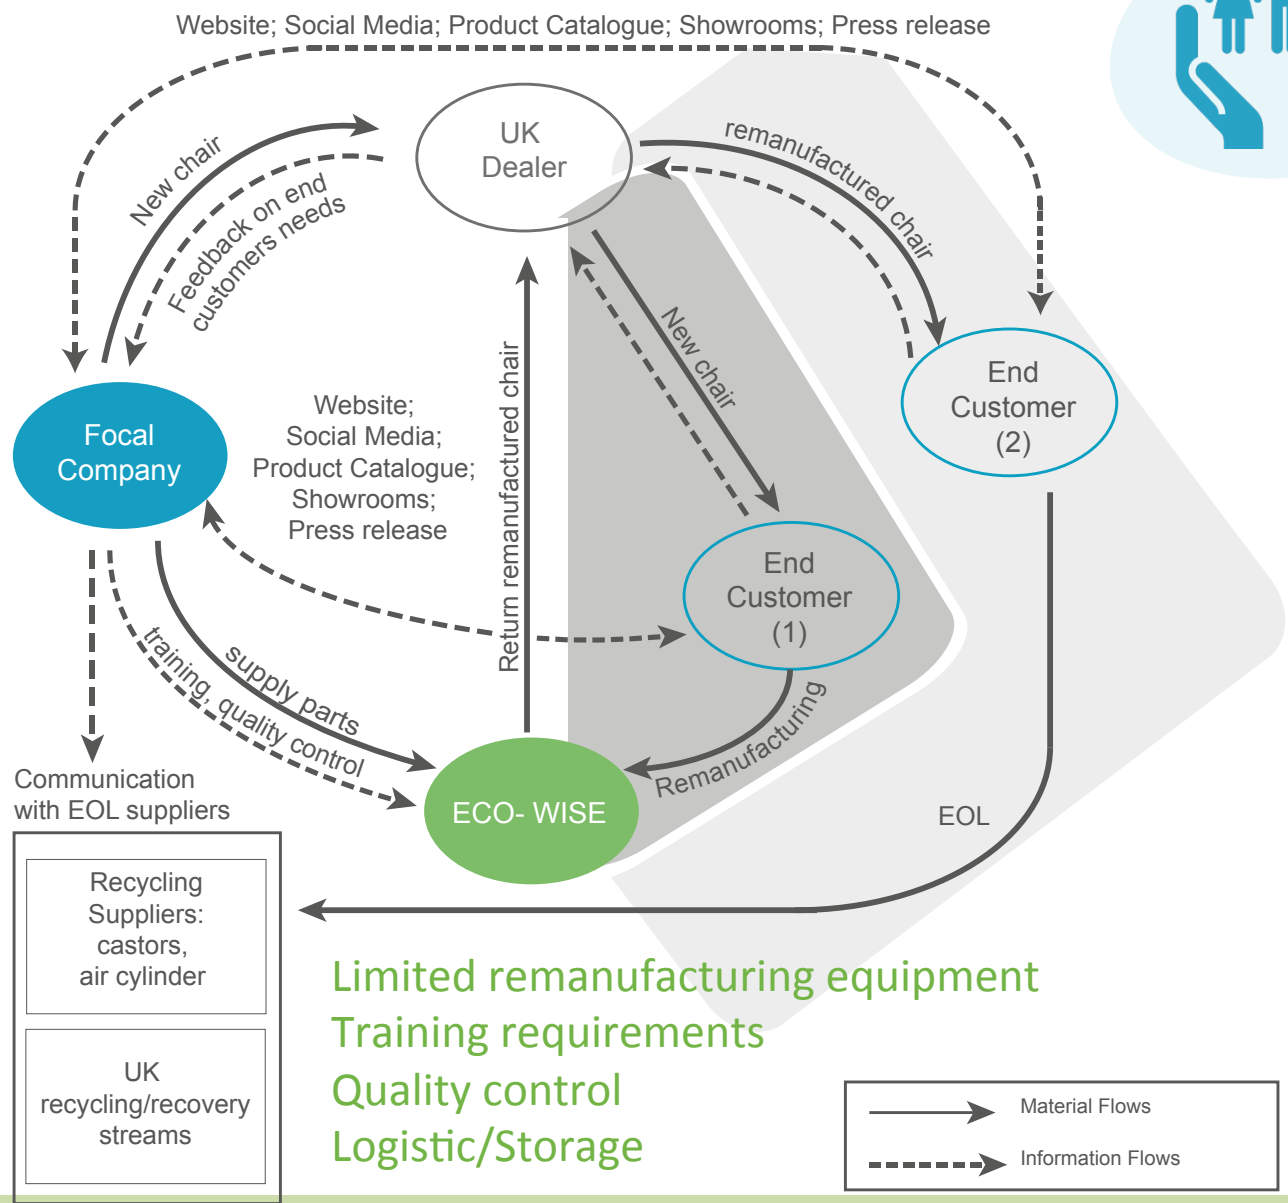 Website; Social Media; Product Catalogue; Showrooms; Press release
UK
Dealer
New chair
Feedback on end
customers needs
remanufactured chair
New chair
Return remanufactured chair
End
Customer
(2)
Focal
Company
Website;
Social Media;
Product Catalogue;
Showrooms;
Press release
End
Customer
(1)
supply parts
training, quality control
Remanufacturing
ECO- WISE
EOL
Communication
with EOL suppliers
Recycling
Suppliers:
castors,
air cylinder
UK
recycling/recovery
streams
Limited remanufacturing equipment
Training requirements
Quality control
Logistic/Storage
Material Flows
Information Flows